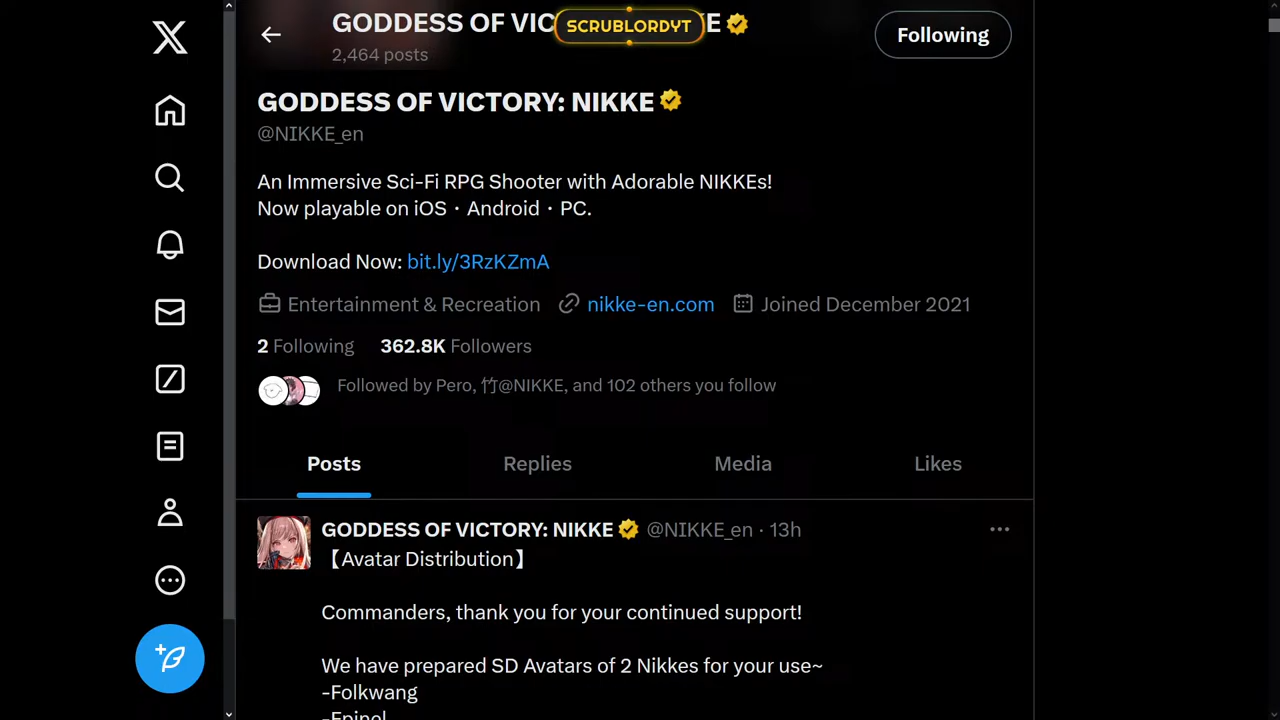 GODDESS OF VIC
SCRUBLORDYT
E
2,464 posts
Following
GODDESS OF VICTORY: NIKKE
@NIKKE_en
An Immersive Sci-Fi RPG Shooter with Adorable NIKKEs!
Now playable on iOS・Android・PC.
Download Now: bit.ly/3RzKZmA
Entertainment & Recreation nikke-en.com Joined December 2021
2 Following 362.8K Followers
Followed by Pero, 竹@NIKKE, and 102 others you follow
Posts Replies Media Likes
GODDESS OF VICTORY: NIKKE @NIKKE_en · 13h
【Avatar Distribution】
Commanders, thank you for your continued support!
We have prepared SD Avatars of 2 Nikkes for your use~
-Folkwang
-Epinel